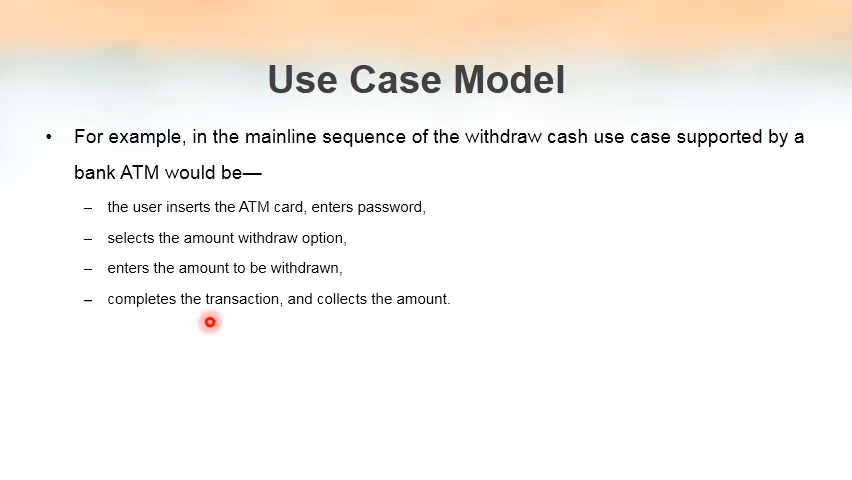 Use Case Model
• For example, in the mainline sequence of the withdraw cash use case supported by a
bank ATM would be—
– the user inserts the ATM card, enters password,
– selects the amount withdraw option,
– enters the amount to be withdrawn,
– completes the transaction, and collects the amount.